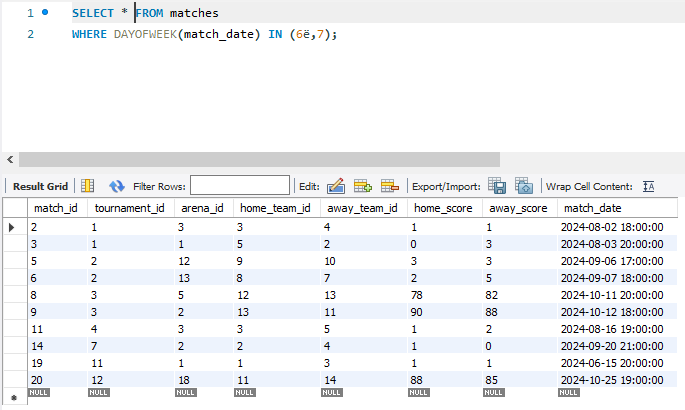 1 SELECT * FROM matches
2 WHERE DAYOFWEEK(match_date) IN (6ё,7);
Result Grid Filter Rows: Edit: Export/Import: Wrap Cell Content:
match_id tournament_id arena_id home_team_id away_team_id home_score away_score match_date
2 1 3 3 4 1 1 2024-08-02 18:00:00
3 1 1 5 2 0 3 2024-08-03 20:00:00
5 2 12 9 10 3 3 2024-09-06 17:00:00
6 2 13 8 7 2 5 2024-09-07 18:00:00
8 3 5 12 13 78 82 2024-10-11 20:00:00
9 3 2 13 11 90 88 2024-10-12 18:00:00
11 4 3 3 5 1 2 2024-08-16 19:00:00
14 7 2 2 4 1 0 2024-09-20 21:00:00
19 11 1 1 3 1 1 2024-06-15 20:00:00
20 12 18 11 14 88 85 2024-10-25 19:00:00
NULL NULL NULL NULL NULL NULL NULL NULL